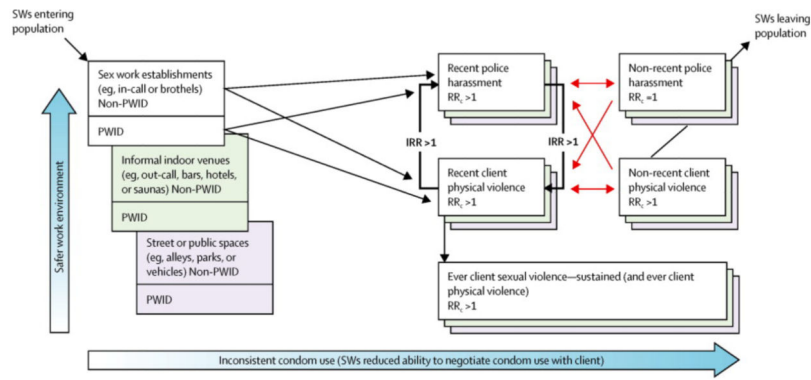 SWs entering
population
SWs leaving
population
Sex work establishments
(eg, in-call or brothels)
Non-PWID
PWID
Informal indoor venues
(eg, out-call, bars, hotels,
or saunas) Non-PWID
PWID
Street or public spaces
(eg, alleys, parks, or
vehicles) Non-PWID
PWID
Safer work environment
Recent police
harassment
RRc >1
Non-recent police
harassment
RRc =1
IRR >1
IRR >1
Recent client
physical violence
RRc >1
Non-recent client
physical violence
RRc >1
Ever client sexual violence—sustained (and ever client
physical violence)
RRc >1
Inconsistent condom use (SWs reduced ability to negotiate condom use with client)